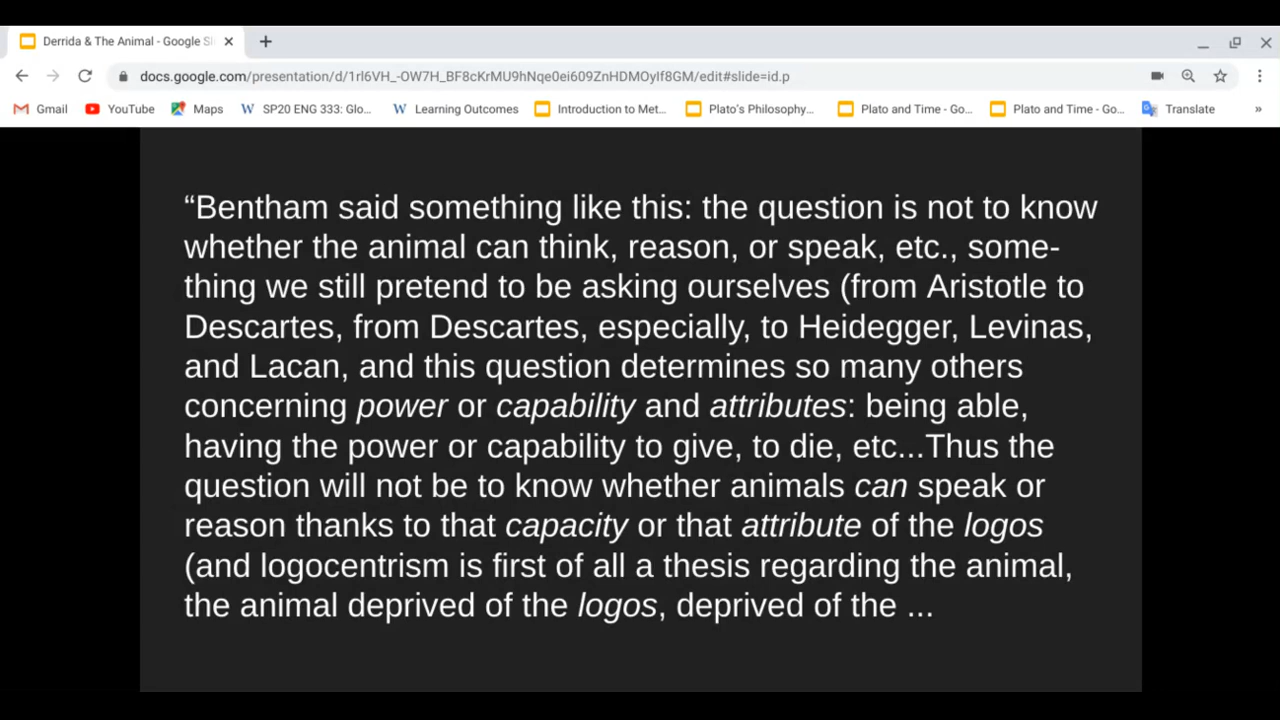 Derrida & The Animal - Google Sl
docs.google.com/presentation/d/1rl6VH_-OW7H_BF8cKrMU9hNqe0ei609ZnHDMOyIf8GM/edit#slide=id.p
Gmail YouTube Maps SP20 ENG 333: Glo... Learning Outcomes Introduction to Met... Plato's Philosophy... Plato and Time - Go... Plato and Time - Go... Translate »
“Bentham said something like this: the question is not to know
whether the animal can think, reason, or speak, etc., some-
thing we still pretend to be asking ourselves (from Aristotle to
Descartes, from Descartes, especially, to Heidegger, Levinas,
and Lacan, and this question determines so many others
concerning power or capability and attributes: being able,
having the power or capability to give, to die, etc...Thus the
question will not be to know whether animals can speak or
reason thanks to that capacity or that attribute of the logos
(and logocentrism is first of all a thesis regarding the animal,
the animal deprived of the logos, deprived of the ...